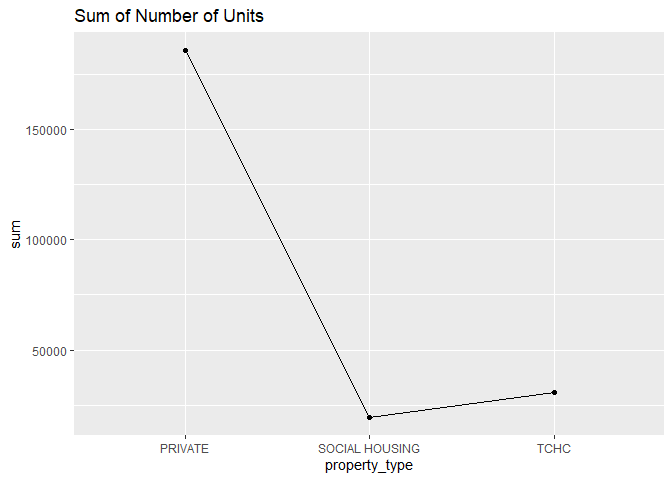 Sum of Number of Units
150000
100000
50000
sum
PRIVATE
SOCIAL HOUSING
TCHC
property_type